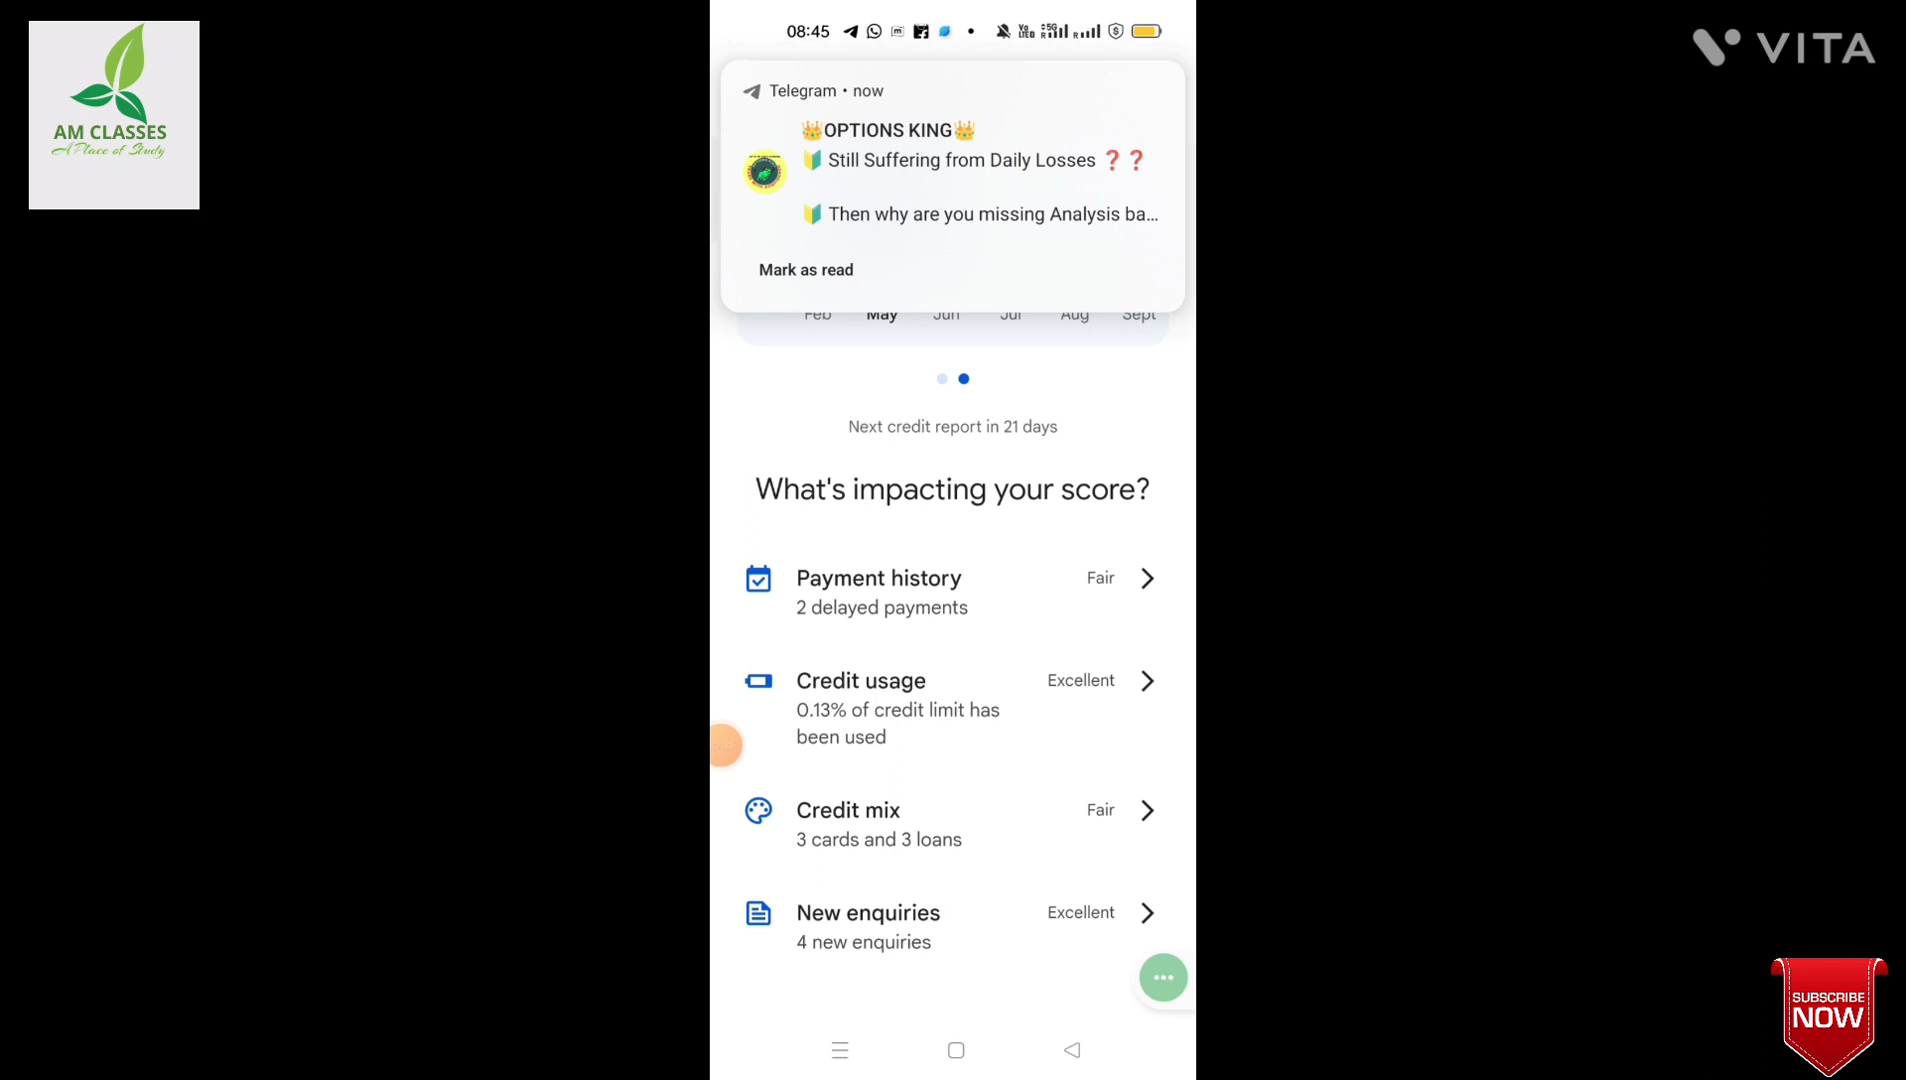 AM CLASSES
A Place of Study
VITA
08:45
Telegram • now
👑OPTIONS KING👑
🔰 Still Suffering from Daily Losses ❓❓
🔰 Then why are you missing Analysis ba...
Mark as read
Feb May Jun Jul Aug Sept
Next credit report in 21 days
What's impacting your score?
Payment history Fair
2 delayed payments
Credit usage Excellent
0.13% of credit limit has
been used
Credit mix Fair
3 cards and 3 loans
New enquiries Excellent
4 new enquiries
SUBSCRIBE
NOW